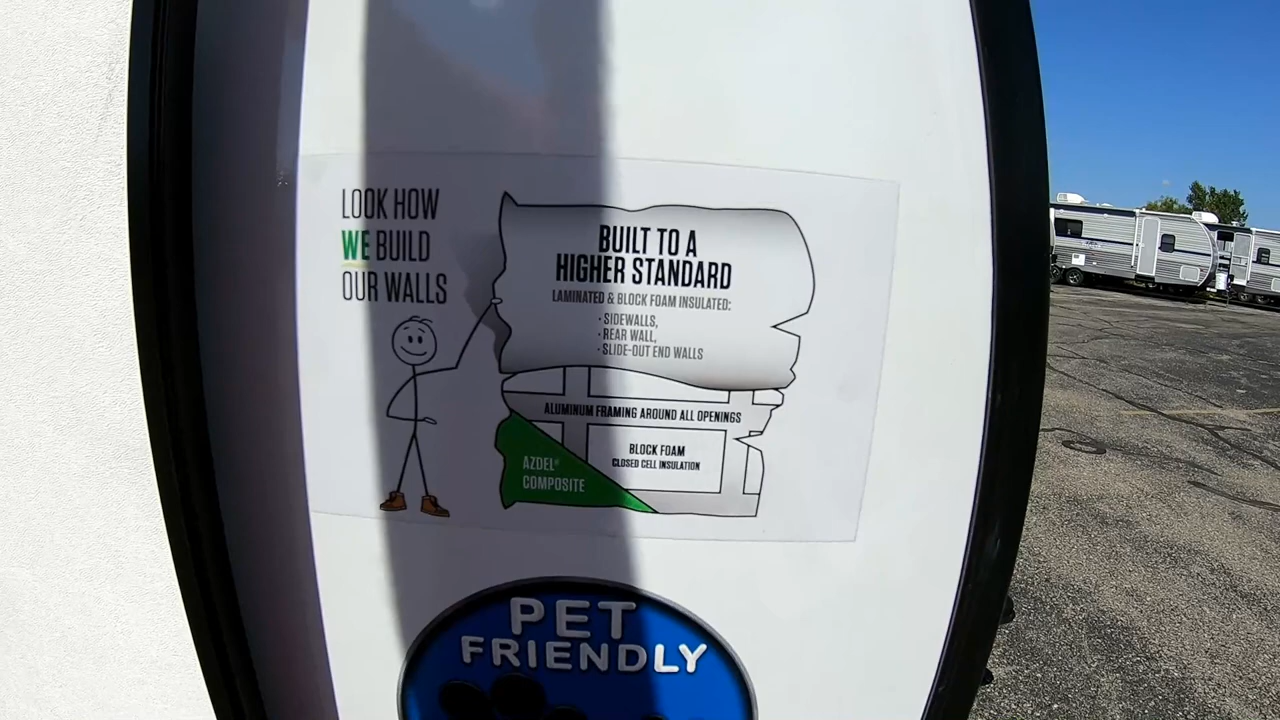 LOOK HOW
WE BUILD
OUR WALLS
BUILT TO A
HIGHER STANDARD
LAMINATED & BLOCK FOAM INSULATED:
· SIDEWALLS,
· REAR WALL,
· SLIDE-OUT END WALLS
ALUMINUM FRAMING AROUND ALL OPENINGS
BLOCK FOAM
CLOSED CELL INSULATION
AZDEL®
COMPOSITE
PET
FRIENDLY